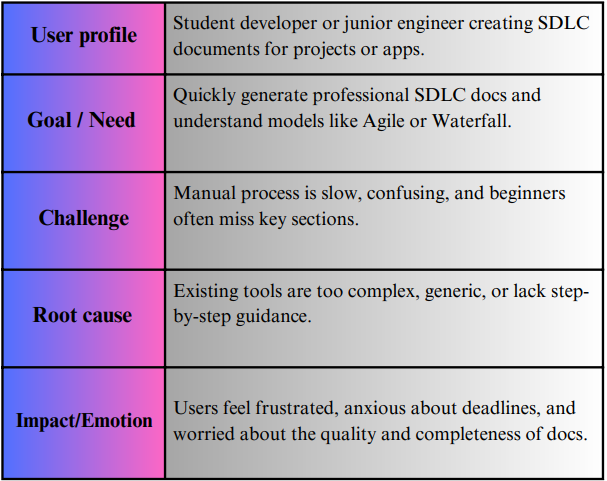 User profile
Student developer or junior engineer creating SDLC
documents for projects or apps.
Goal / Need
Quickly generate professional SDLC docs and
understand models like Agile or Waterfall.
Challenge
Manual process is slow, confusing, and beginners
often miss key sections.
Root cause
Existing tools are too complex, generic, or lack step-
by-step guidance.
Impact/Emotion
Users feel frustrated, anxious about deadlines, and
worried about the quality and completeness of docs.